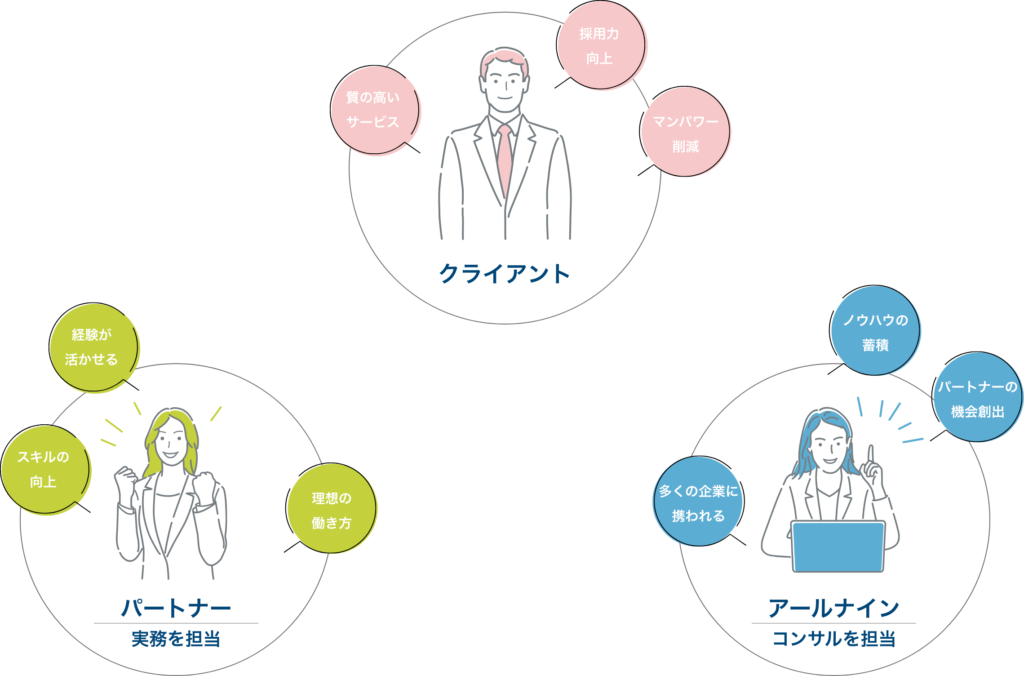 採用力
向上
質の高い
サービス
マンパワー
削減
クライアント
経験が
活かせる
スキルの
向上
理想の
働き方
パートナー
実務を担当
ノウハウの
蓄積
パートナーの
機会創出
多くの企業に
携われる
アールナイン
コンサルを担当